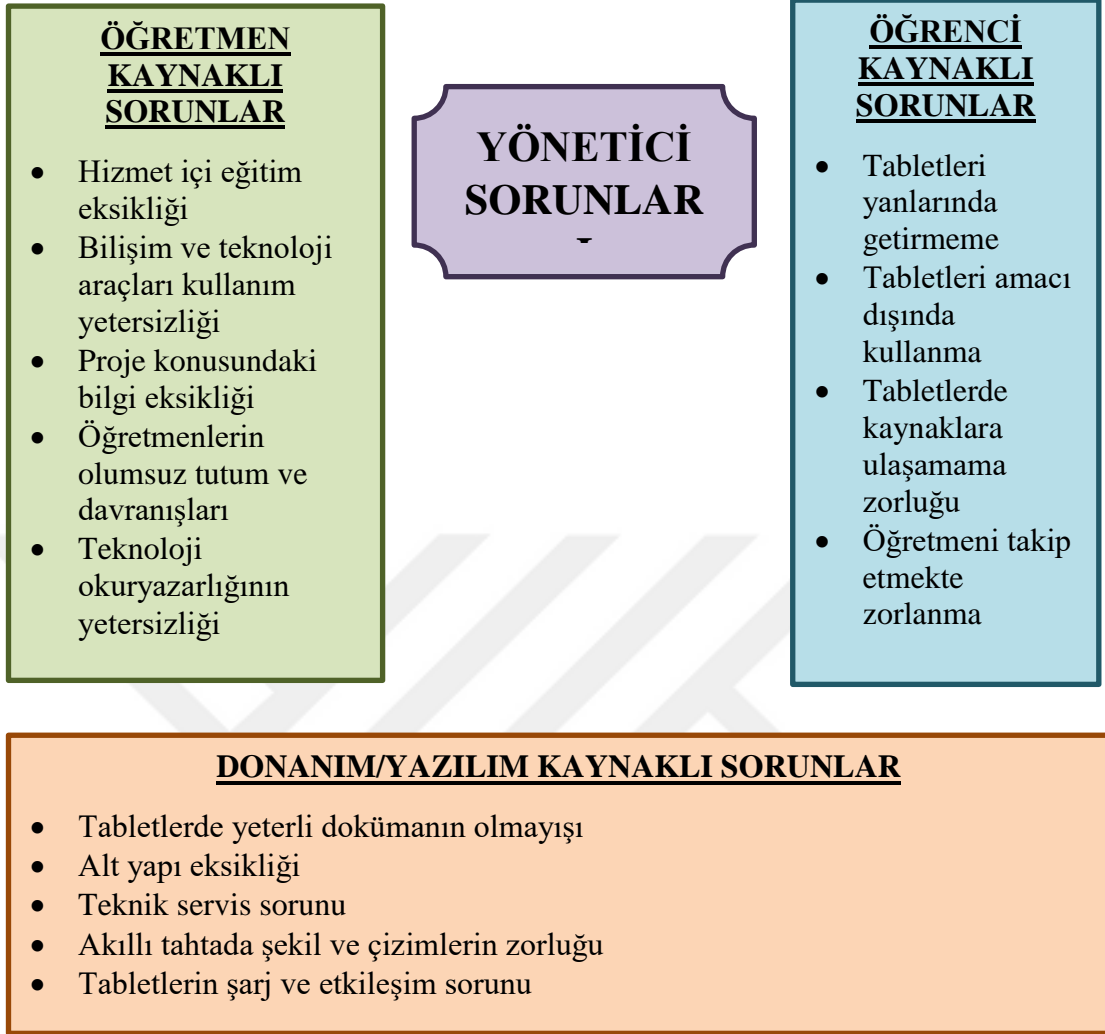 ÖĞRETMEN
KAYNAKLI
SORUNLAR
• Hizmet içi eğitim
eksikliği
• Bilişim ve teknoloji
araçları kullanım
yetersizliği
• Proje konusundaki
bilgi eksikliği
• Öğretmenlerin
olumsuz tutum ve
davranışları
• Teknoloji
okuryazarlığının
yetersizliği
YÖNETİCİ
SORUNLAR
ÖĞRENCİ
KAYNAKLI
SORUNLAR
• Tabletleri
yanlarında
getirmeme
• Tabletleri amacı
dışında
kullanma
• Tabletlerde
kaynaklara
ulaşamama
zorluğu
• Öğretmeni takip
etmekte
zorlanma
DONANIM/YAZILIM KAYNAKLI SORUNLAR
• Tabletlerde yeterli dokümanın olmayışı
• Alt yapı eksikliği
• Teknik servis sorunu
• Akıllı tahtada şekil ve çizimlerin zorluğu
• Tabletlerin şarj ve etkileşim sorunu